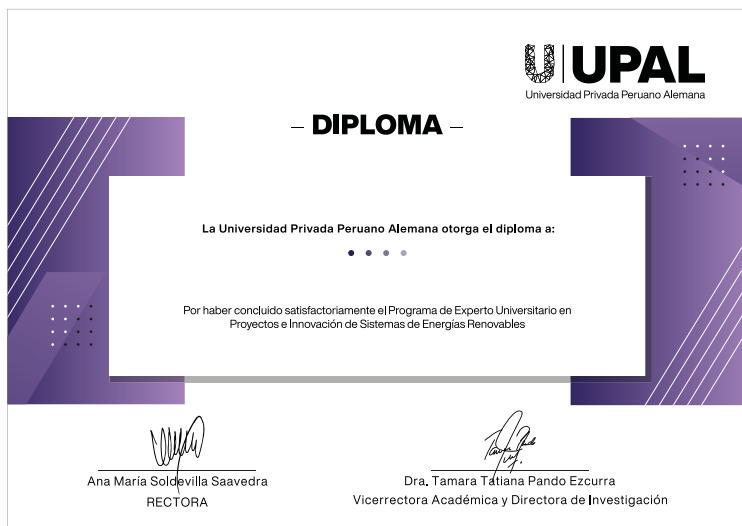 UPAL
Universidad Privada Peruano Alemana
– DIPLOMA –
La Universidad Privada Peruano Alemana otorga el diploma a:
Por haber concluido satisfactoriamente el Programa de Experto Universitario en
Proyectos e Innovación de Sistemas de Energías Renovables
Ana María Soldevilla Saavedra
RECTORA
Dra. Tamara Tatiana Pando Ezcurra
Vicerrectora Académica y Directora de Investigación